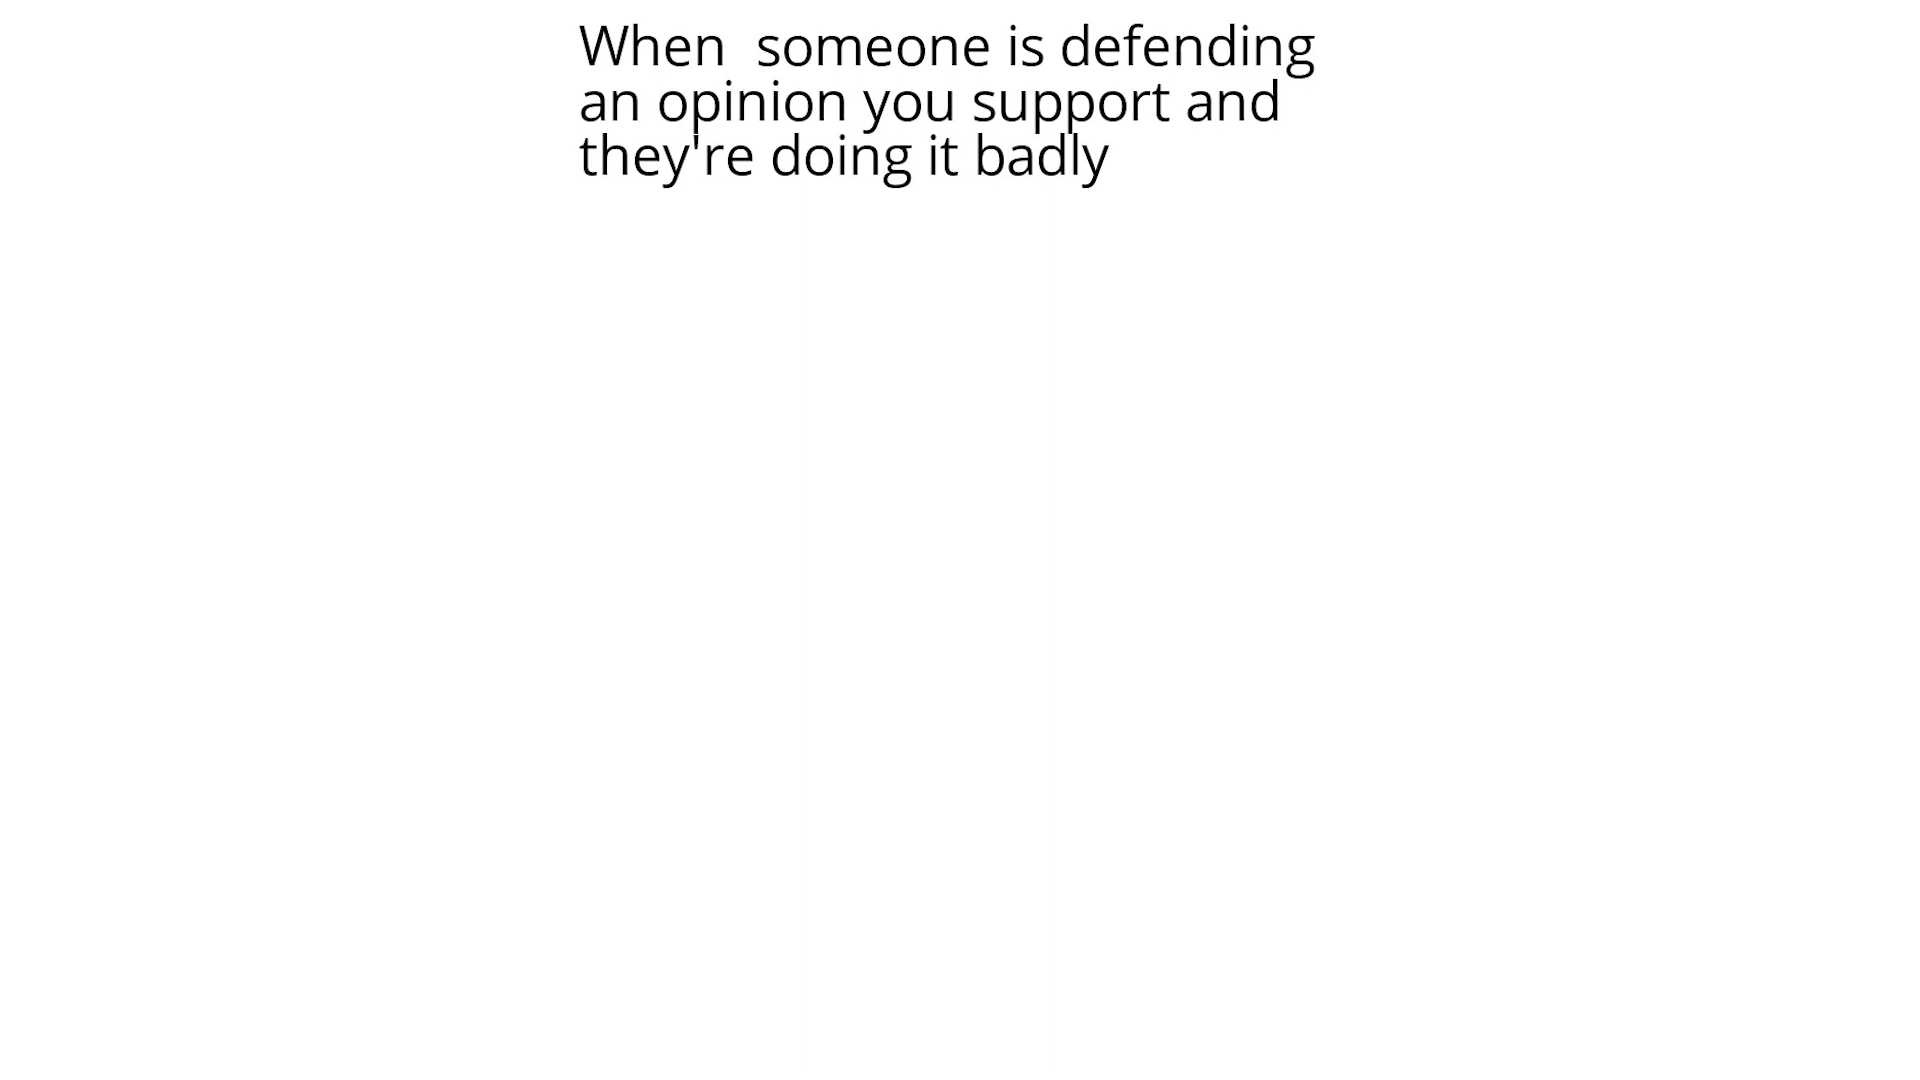 When  someone is defending
an opinion you support and
they're doing it badly